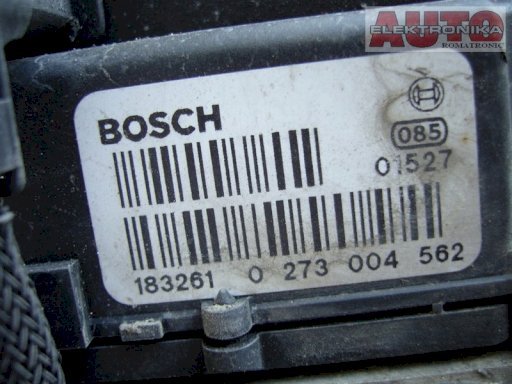 AUTO
ELEKTRONIKA
ROMATRONIC
BOSCH
085
01527
183261 0 273 004 562